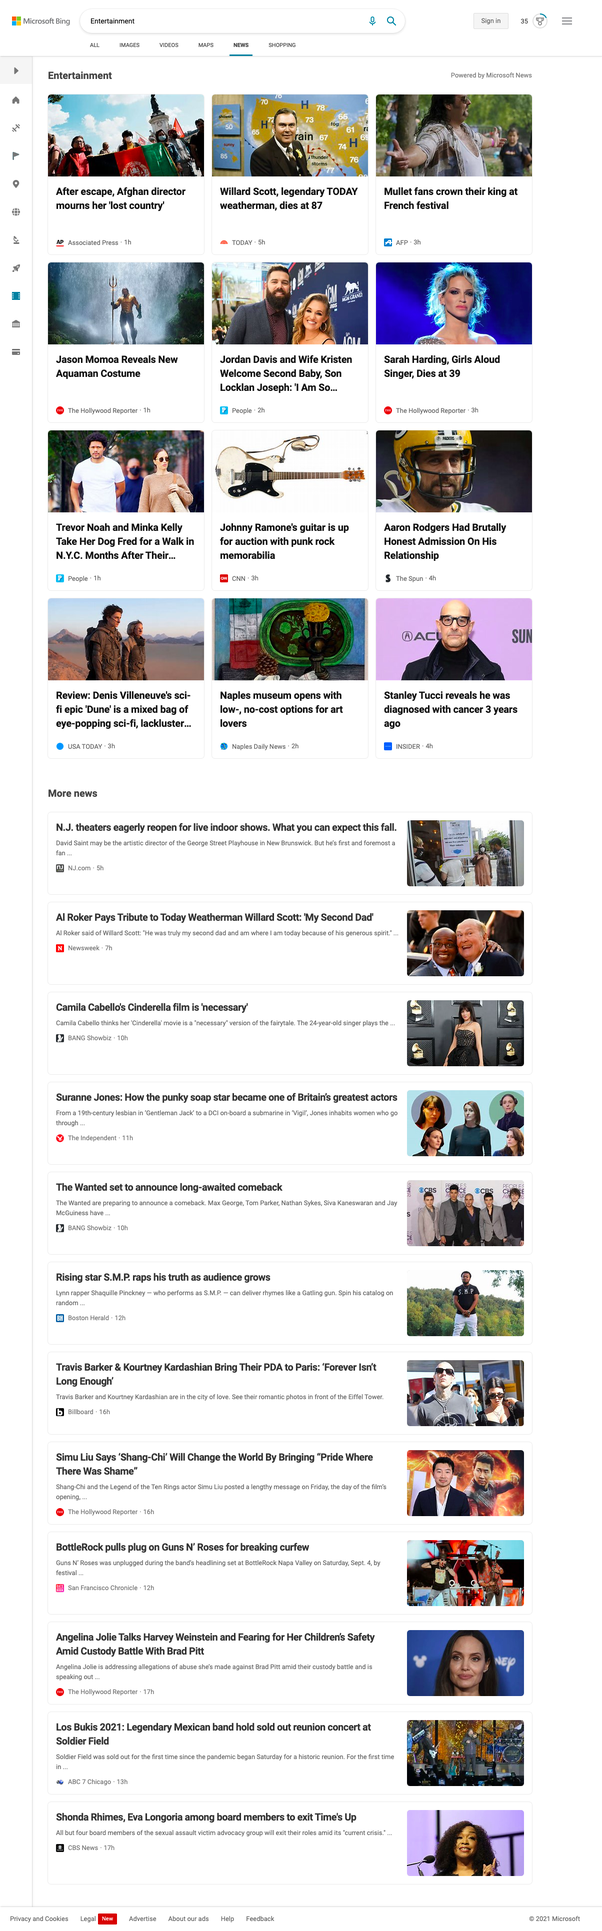 Microsoft Bing
Entertainment
Sign in
35
ALL
IMAGES
VIDEOS
MAPS
NEWS
SHOPPING
Entertainment
Powered by Microsoft News
After escape, Afghan director
mourns her 'lost country'
Associated Press · 1h
Willard Scott, legendary TODAY
weatherman, dies at 87
TODAY · 5h
Mullet fans crown their king at
French festival
AFP · 3h
Jason Momoa Reveals New
Aquaman Costume
The Hollywood Reporter · 1h
Jordan Davis and Wife Kristen
Welcome Second Baby, Son
Locklan Joseph: 'I Am So...
People · 2h
Sarah Harding, Girls Aloud
Singer, Dies at 39
The Hollywood Reporter · 3h
Trevor Noah and Minka Kelly
Take Her Dog Fred for a Walk in
N.Y.C. Months After Their...
People · 1h
Johnny Ramone's guitar is up
for auction with punk rock
memorabilia
CNN · 3h
Aaron Rodgers Had Brutally
Honest Admission On His
Relationship
The Spun · 4h
Review: Denis Villeneuve's sci-
fi epic 'Dune' is a mixed bag of
eye-popping sci-fi, lackluster...
USA TODAY · 3h
Naples museum opens with
low-, no-cost options for art
lovers
Naples Daily News · 2h
Stanley Tucci reveals he was
diagnosed with cancer 3 years
ago
INSIDER · 4h
More news
N.J. theaters eagerly reopen for live indoor shows. What you can expect this fall.
David Saint may be the artistic director of the George Street Playhouse in New Brunswick. But he's first and foremost a
fan ...
NJ.com · 5h
Al Roker Pays Tribute to Today Weatherman Willard Scott: 'My Second Dad'
Al Roker said of Willard Scott: "He was truly my second dad and am where I am today because of his generous spirit." ...
Newsweek · 7h
Camila Cabello's Cinderella film is 'necessary'
Camila Cabello thinks her 'Cinderella' movie is a "necessary" version of the fairytale. The 24-year-old singer plays the ...
BANG Showbiz · 10h
Suranne Jones: How the punky soap star became one of Britain's greatest actors
From a 19th-century lesbian in 'Gentleman Jack' to a DCI on-board a submarine in 'Vigil', Jones inhabits women who go
through ...
The Independent · 11h
The Wanted set to announce long-awaited comeback
The Wanted are preparing to announce a comeback. Max George, Tom Parker, Nathan Sykes, Siva Kaneswaran and Jay
McGuiness have ...
BANG Showbiz · 10h
Rising star S.M.P. raps his truth as audience grows
Lynn rapper Shaquille Pinckney — who performs as S.M.P. — can deliver rhymes like a Gatling gun. Spin his catalog on
random ...
Boston Herald · 12h
Travis Barker & Kourtney Kardashian Bring Their PDA to Paris: 'Forever Isn't
Long Enough'
Travis Barker and Kourtney Kardashian are in the city of love. See their romantic photos in front of the Eiffel Tower.
Billboard · 16h
Simu Liu Says 'Shang-Chi' Will Change the World By Bringing "Pride Where
There Was Shame"
Shang-Chi and the Legend of the Ten Rings actor Simu Liu posted a lengthy message on Friday, the day of the film's
opening, ...
The Hollywood Reporter · 16h
BottleRock pulls plug on Guns N' Roses for breaking curfew
Guns N' Roses was unplugged during the band's headlining set at BottleRock Napa Valley on Saturday, Sept. 4, by
festival ...
San Francisco Chronicle · 12h
Angelina Jolie Talks Harvey Weinstein and Fearing for Her Children's Safety
Amid Custody Battle With Brad Pitt
Angelina Jolie is addressing allegations of abuse she's made against Brad Pitt amid their custody battle and is
speaking out ...
The Hollywood Reporter · 17h
Los Bukis 2021: Legendary Mexican band hold sold out reunion concert at
Soldier Field
Soldier Field was sold out for the first time since the pandemic began Saturday for a historic reunion. For the first time
in ...
ABC 7 Chicago · 13h
Shonda Rhimes, Eva Longoria among board members to exit Time's Up
All but four board members of the sexual assault victim advocacy group will exit their roles amid its "current crisis." ...
CBS News · 17h
Privacy and Cookies
Legal
New
Advertise
About our ads
Help
Feedback
© 2021 Microsoft